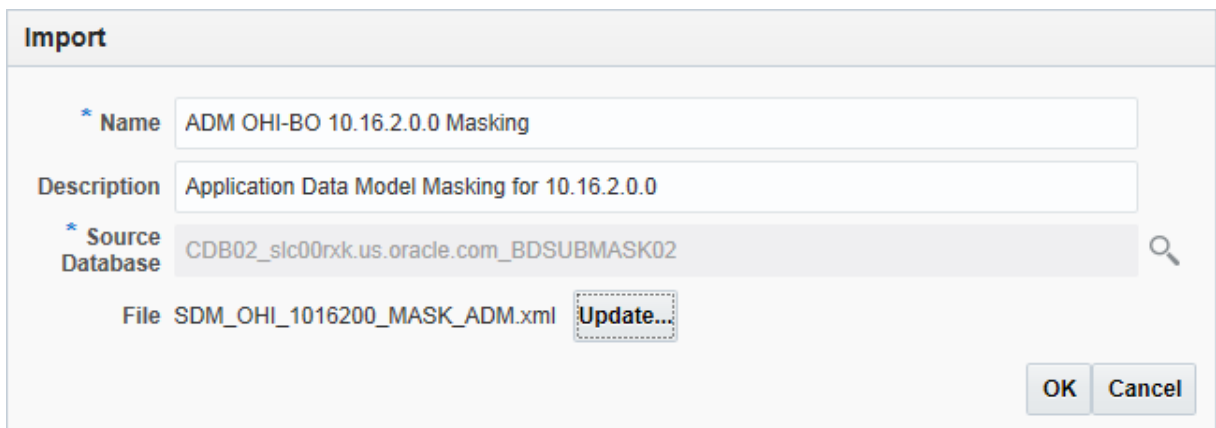 Import
* Name ADM OHI-BO 10.16.2.0.0 Masking
Description Application Data Model Masking for 10.16.2.0.0
* Source
Database CDB02_slc00rxk.us.oracle.com_BDSUBMASK02
File SDM_OHI_1016200_MASK_ADM.xml Update...
OK Cancel